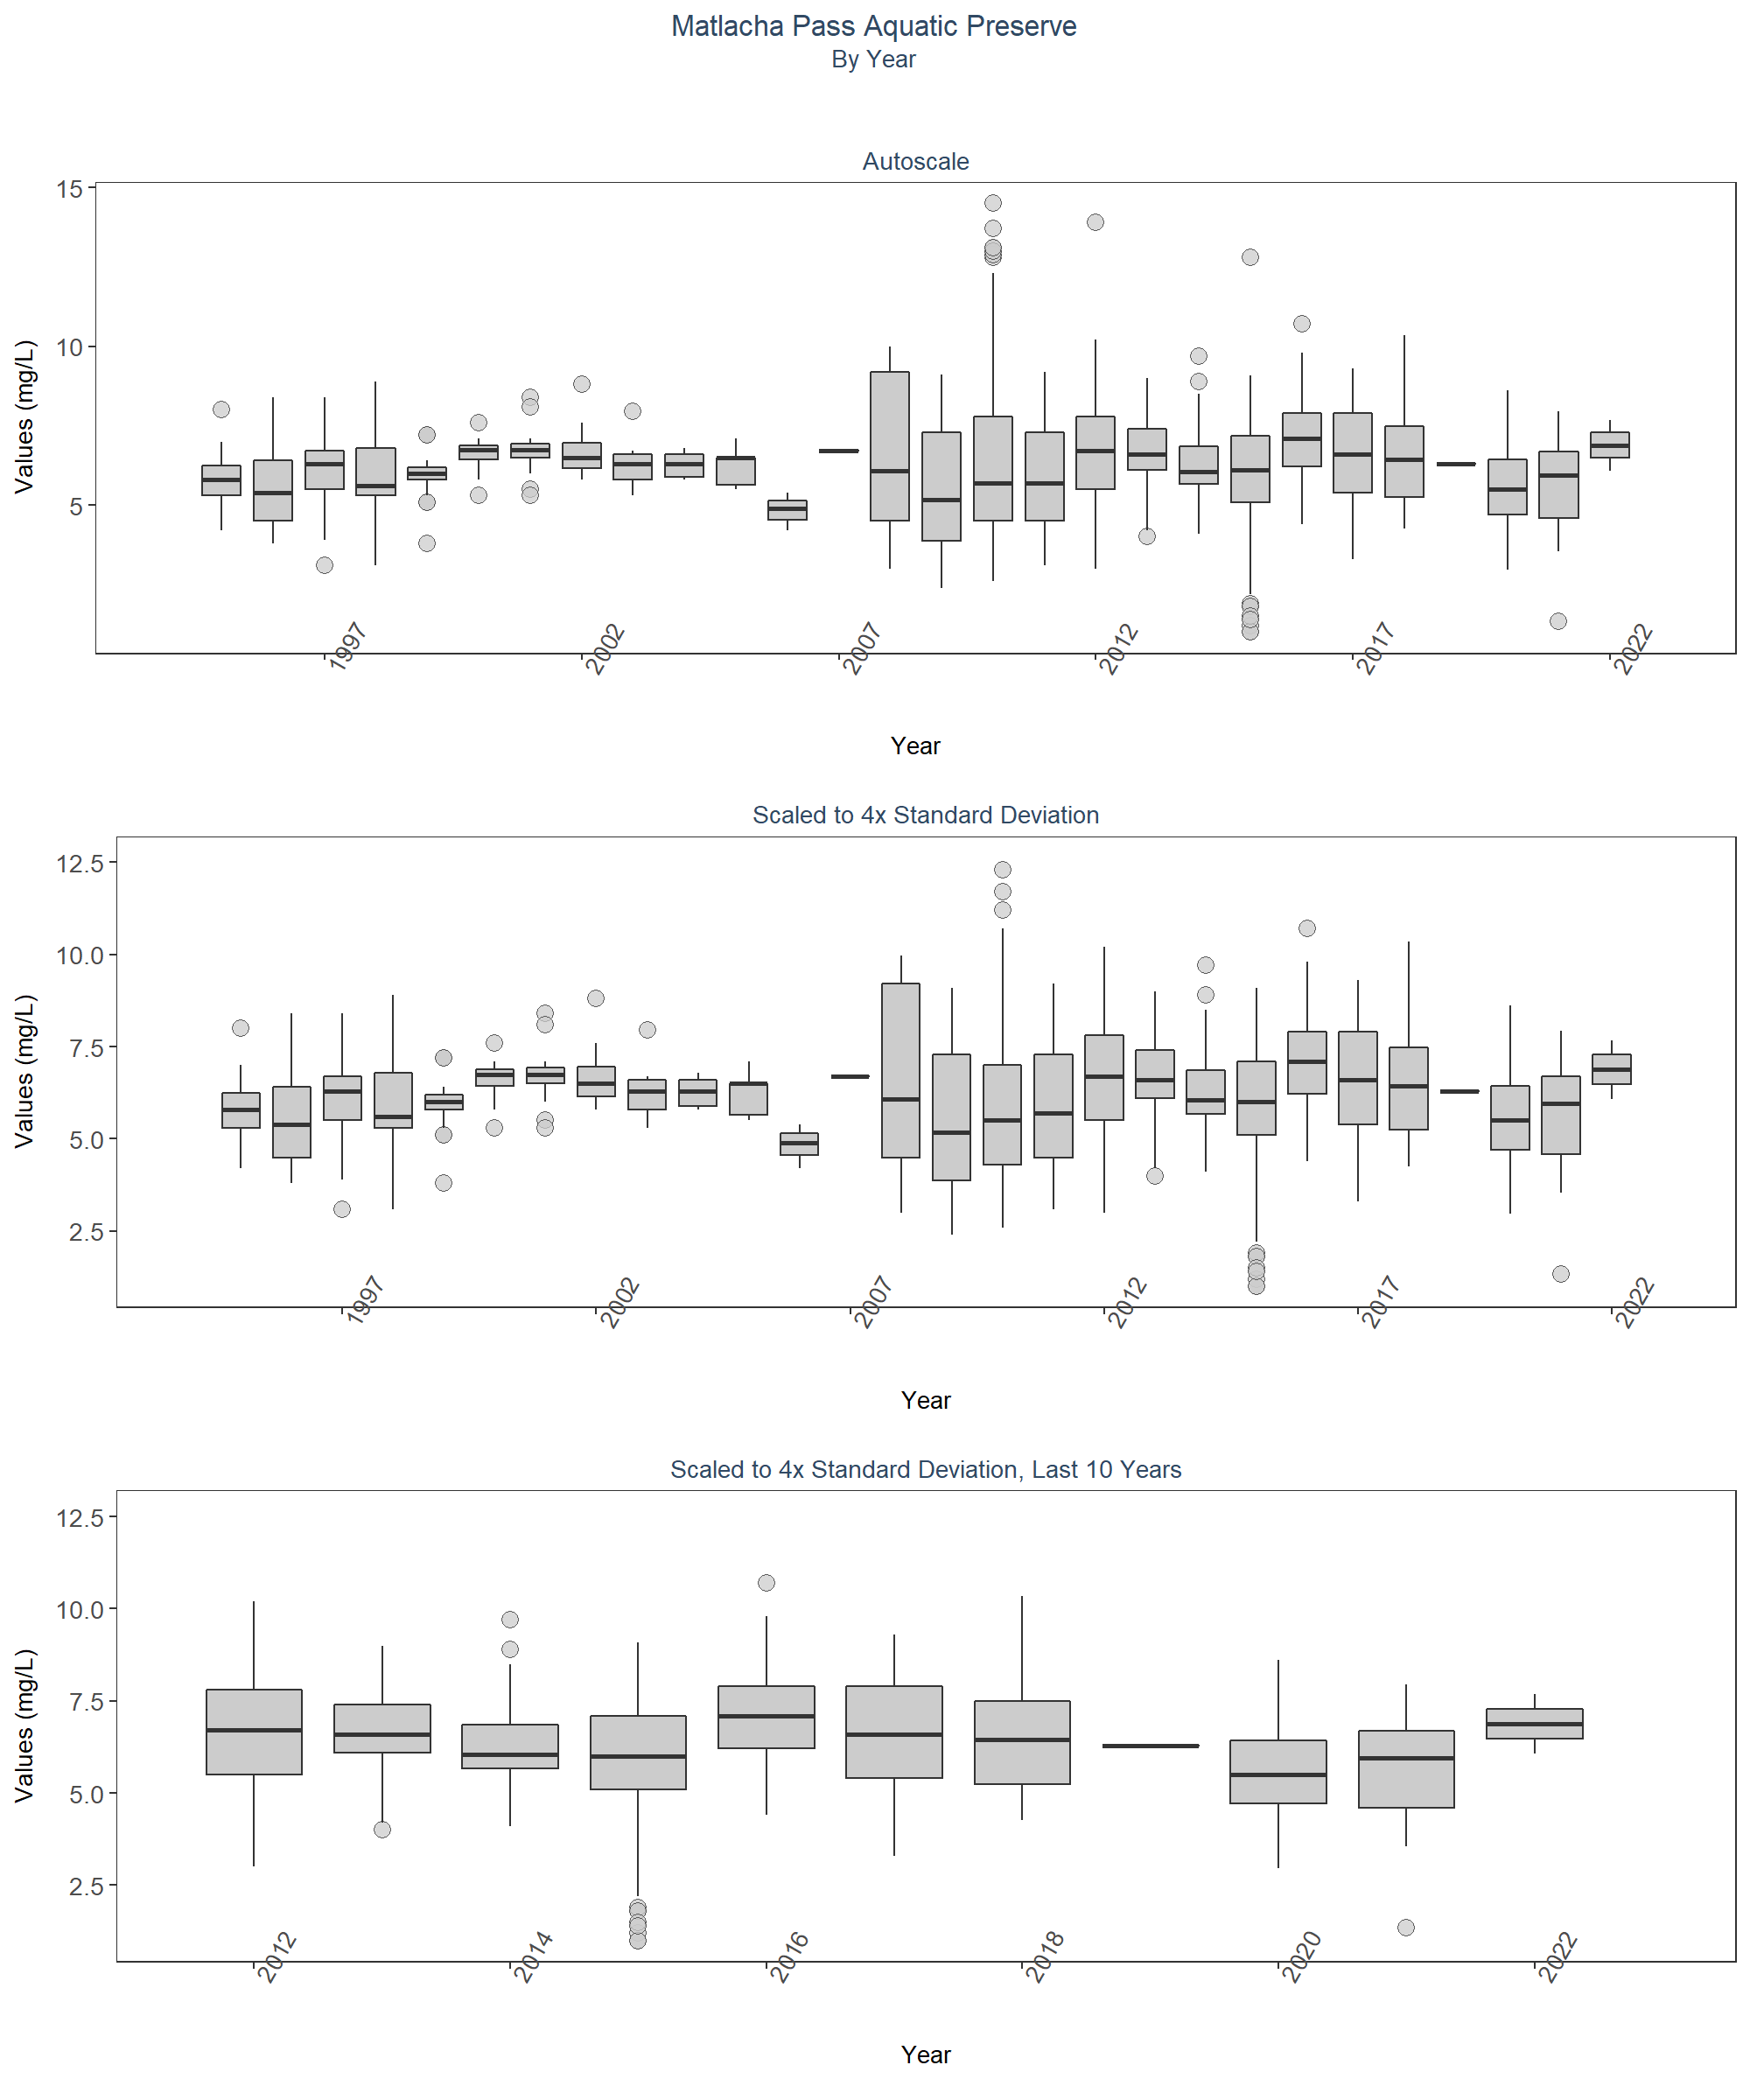 Matlacha Pass Aquatic Preserve
By Year
Autoscale
Values (mg/L)
15
10
5
1997
2002
2007
2012
2017
2022
Year
Scaled to 4x Standard Deviation
Values (mg/L)
12.5
10.0
7.5
5.0
2.5
1997
2002
2007
2012
2017
2022
Year
Scaled to 4x Standard Deviation, Last 10 Years
Values (mg/L)
12.5
10.0
7.5
5.0
2.5
2012
2014
2016
2018
2020
2022
Year